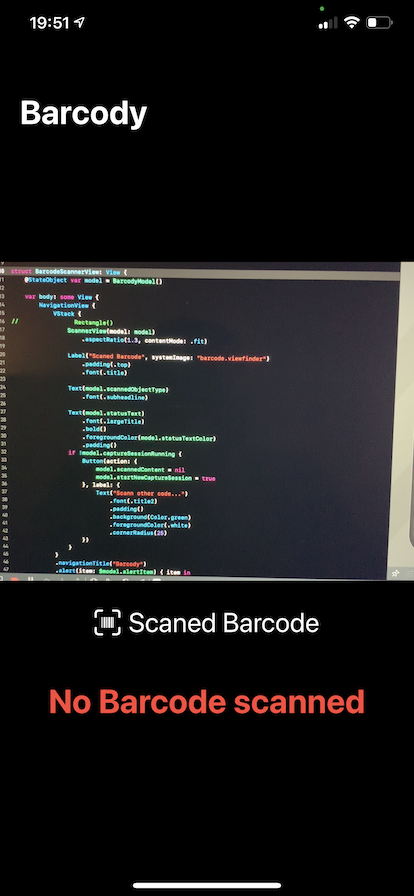 19:51
Barcody
struct BarcodeScannerView: View {
@StateObject var model = BarcodyModel()
var body: some View {
NavigationView {
VStack {
// Rectangle()
ScannerView(model: model)
.aspectRatio(1.3, contentMode: .fit)
Label("Scaned Barcode", systemImage: "barcode.viewfinder")
.padding(.top)
.font(.title)
Text(model.scannedObjectType)
.font(.subheadline)
Text(model.statusText)
.font(.largeTitle)
.bold()
.foregroundColor(model.statusTextColor)
.padding()
if !model.captureSessionRunning {
Button(action: {
model.scannedContent = nil
model.startNewCaptureSession = true
}, label: {
Text("Scann other code...")
.font(.title2)
.padding()
.background(Color.green)
.foregroundColor(.white)
.cornerRadius(25)
})
}
}
.navigationTitle("Barcody")
.alert(item: $model.alertItem) { item in
Scaned Barcode
No Barcode scanned